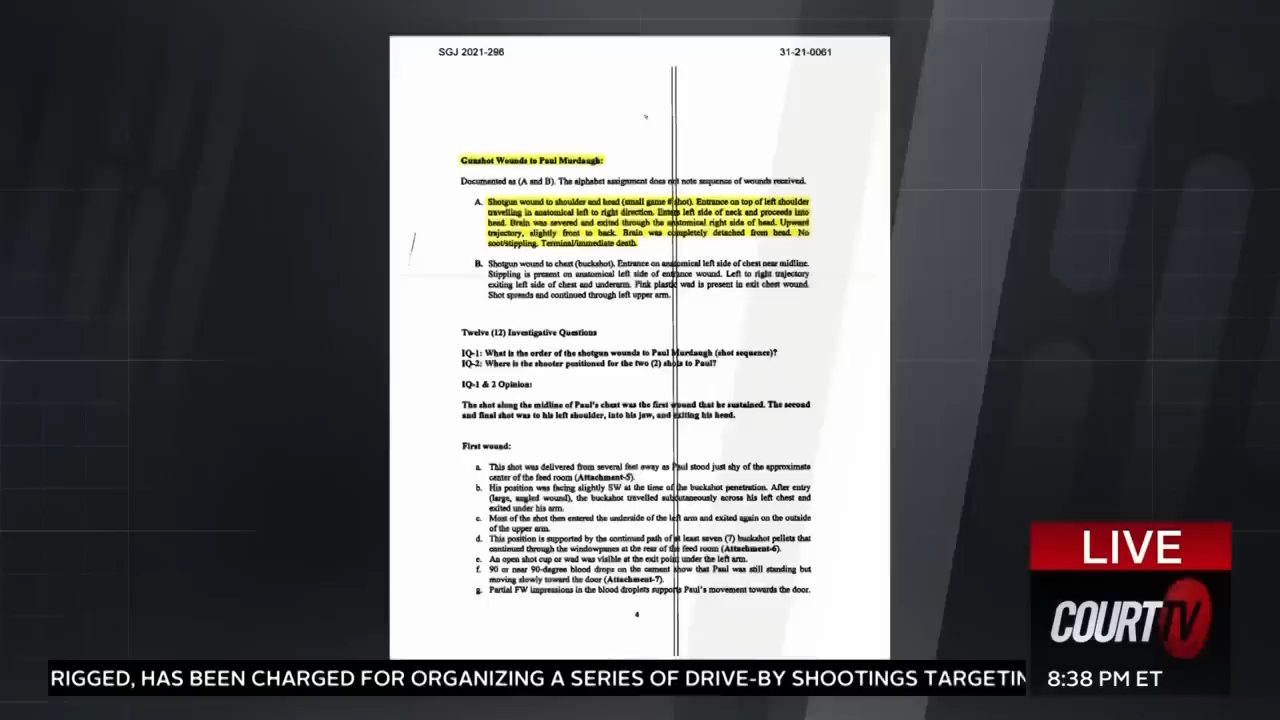 SGJ 2021-296
31-21-0061
Gunshot Wounds to Paul Murdaugh:
Documented as (A and B). The alphabet assignment does not note sequence of wounds received.
A. Shotgun wound to shoulder and head (small game # shot). Entrance on top of left shoulder
travelling in anatomical left to right direction. Enters left side of neck and proceeds into
head. Brain was severed and exited through the anatomical right side of head. Upward
trajectory, slightly front to back. Brain was completely detached from head. No
soot/stippling. Terminal/immediate death.
B. Shotgun wound to chest (buckshot). Entrance on anatomical left side of chest near midline.
Stippling is present on anatomical left side of entrance wound. Left to right trajectory
exiting left side of chest and underarm. Pink plastic wad is present in exit chest wound.
Shot spreads and continued through left upper arm.
Twelve (12) Investigative Questions
IQ-1: What is the order of the shotgun wounds to Paul Murdaugh (shot sequence)?
IQ-2: Where is the shooter positioned for the two (2) shots to Paul?
IQ-1 & 2 Opinion:
The shot along the midline of Paul's chest was the first wound that he sustained. The second
and final shot was to his left shoulder, into his jaw, and exiting his head.
First wound:
a. This shot was delivered from several feet away as Paul stood just shy of the approximate
center of the feed room (Attachment-5).
b. His position was facing slightly SW at the time of the buckshot penetration. After entry
(large, angled wound), the buckshot travelled subcutaneously across his left chest and
exited under his arm.
c. Most of the shot then entered the underside of the left arm and exited again on the outside
of the upper arm.
d. This position is supported by the continued path of at least seven (7) buckshot pellets that
continued through the windowpanes at the rear of the feed room (Attachment-6).
e. An open shot cup or wad was visible at the exit point under the left arm.
f. 90 or near 90-degree blood drops on the cement show that Paul was still standing but
moving slowly toward the door (Attachment-7).
g. Partial FW impressions in the blood droplets supports Paul's movement towards the door.
4
LIVE
COURT TV
RIGGED, HAS BEEN CHARGED FOR ORGANIZING A SERIES OF DRIVE-BY SHOOTINGS TARGETIN
8:38 PM ET